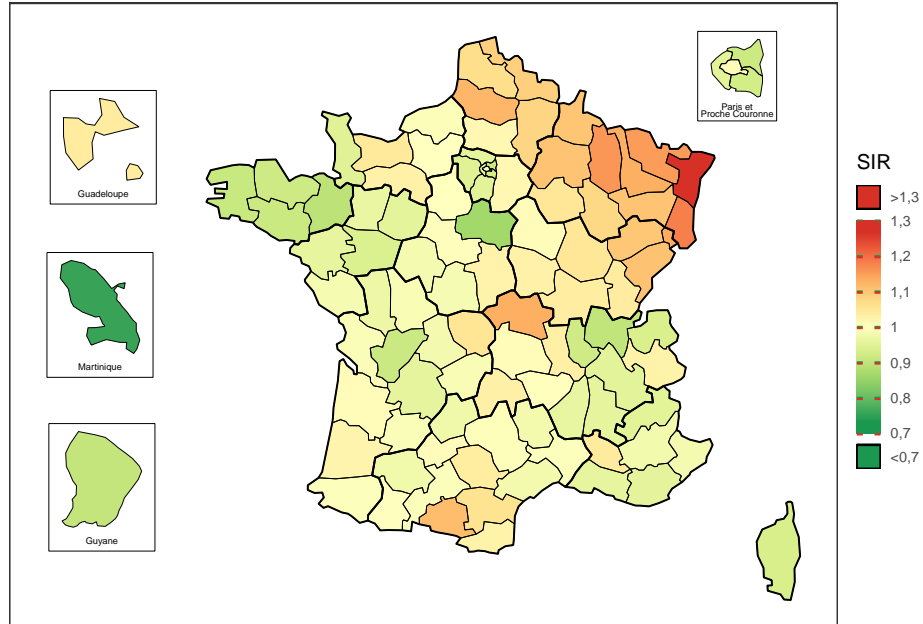 Paris et
Proche Couronne
Guadeloupe
Martinique
Guyane
SIR
>1,3
1,3
1,2
1,1
1
0,9
0,8
0,7
<0,7